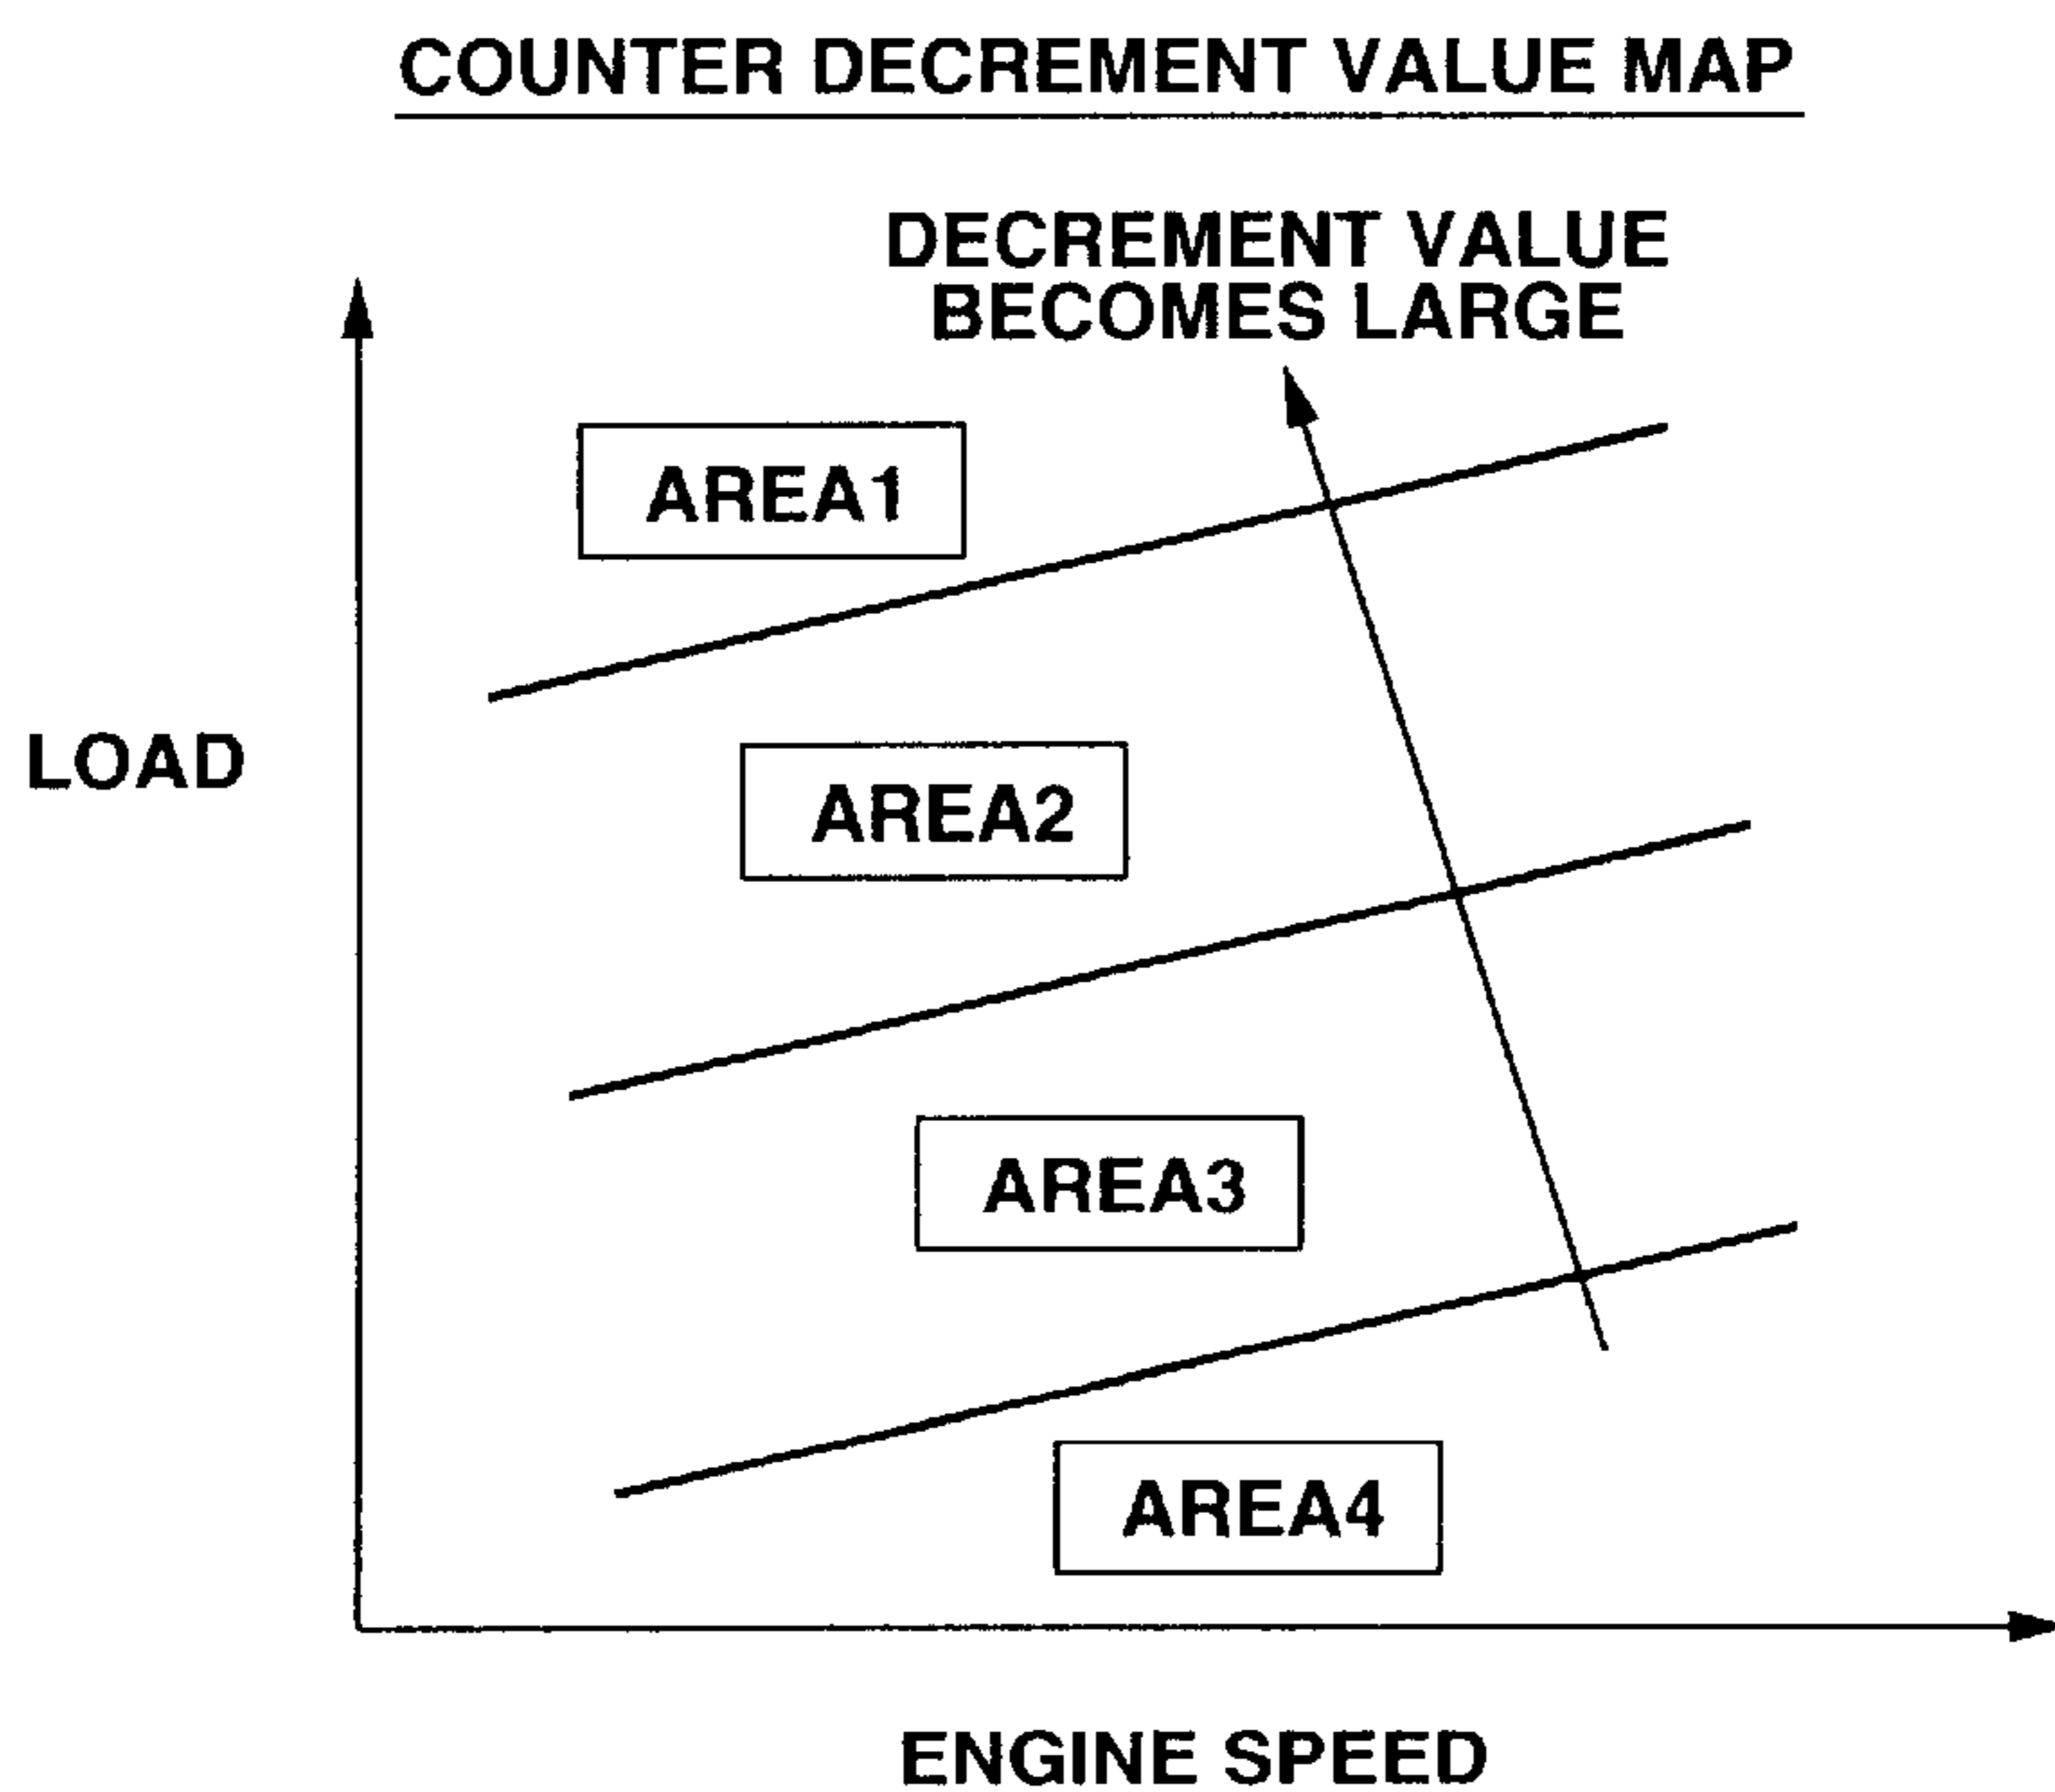 COUNTER DECREMENT VALUE MAP
DECREMENT VALUE
BECOMES LARGE
AREA1
LOAD
AREA2
AREA3
AREA4
ENGINE SPEED